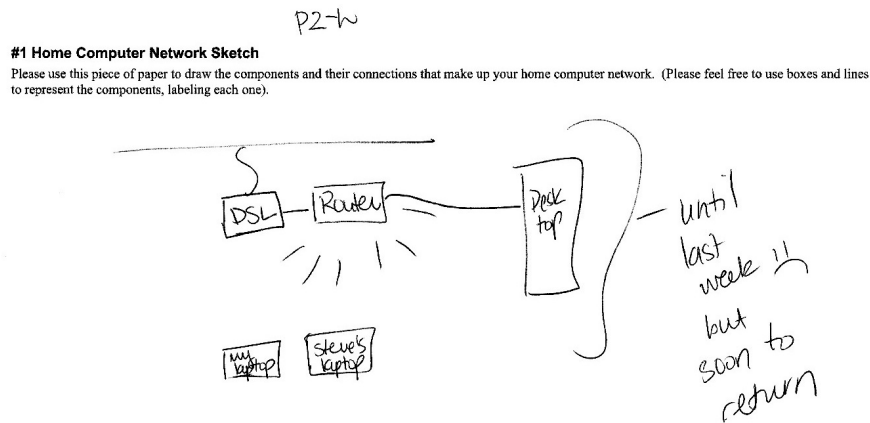 P2-W
#1 Home Computer Network Sketch
Please use this piece of paper to draw the components and their connections that make up your home computer network. (Please feel free to use boxes and lines
to represent the components, labeling each one).
DSL
Router
Desk
top
my
laptop
steve's
laptop
until
last
week
but
soon to
return